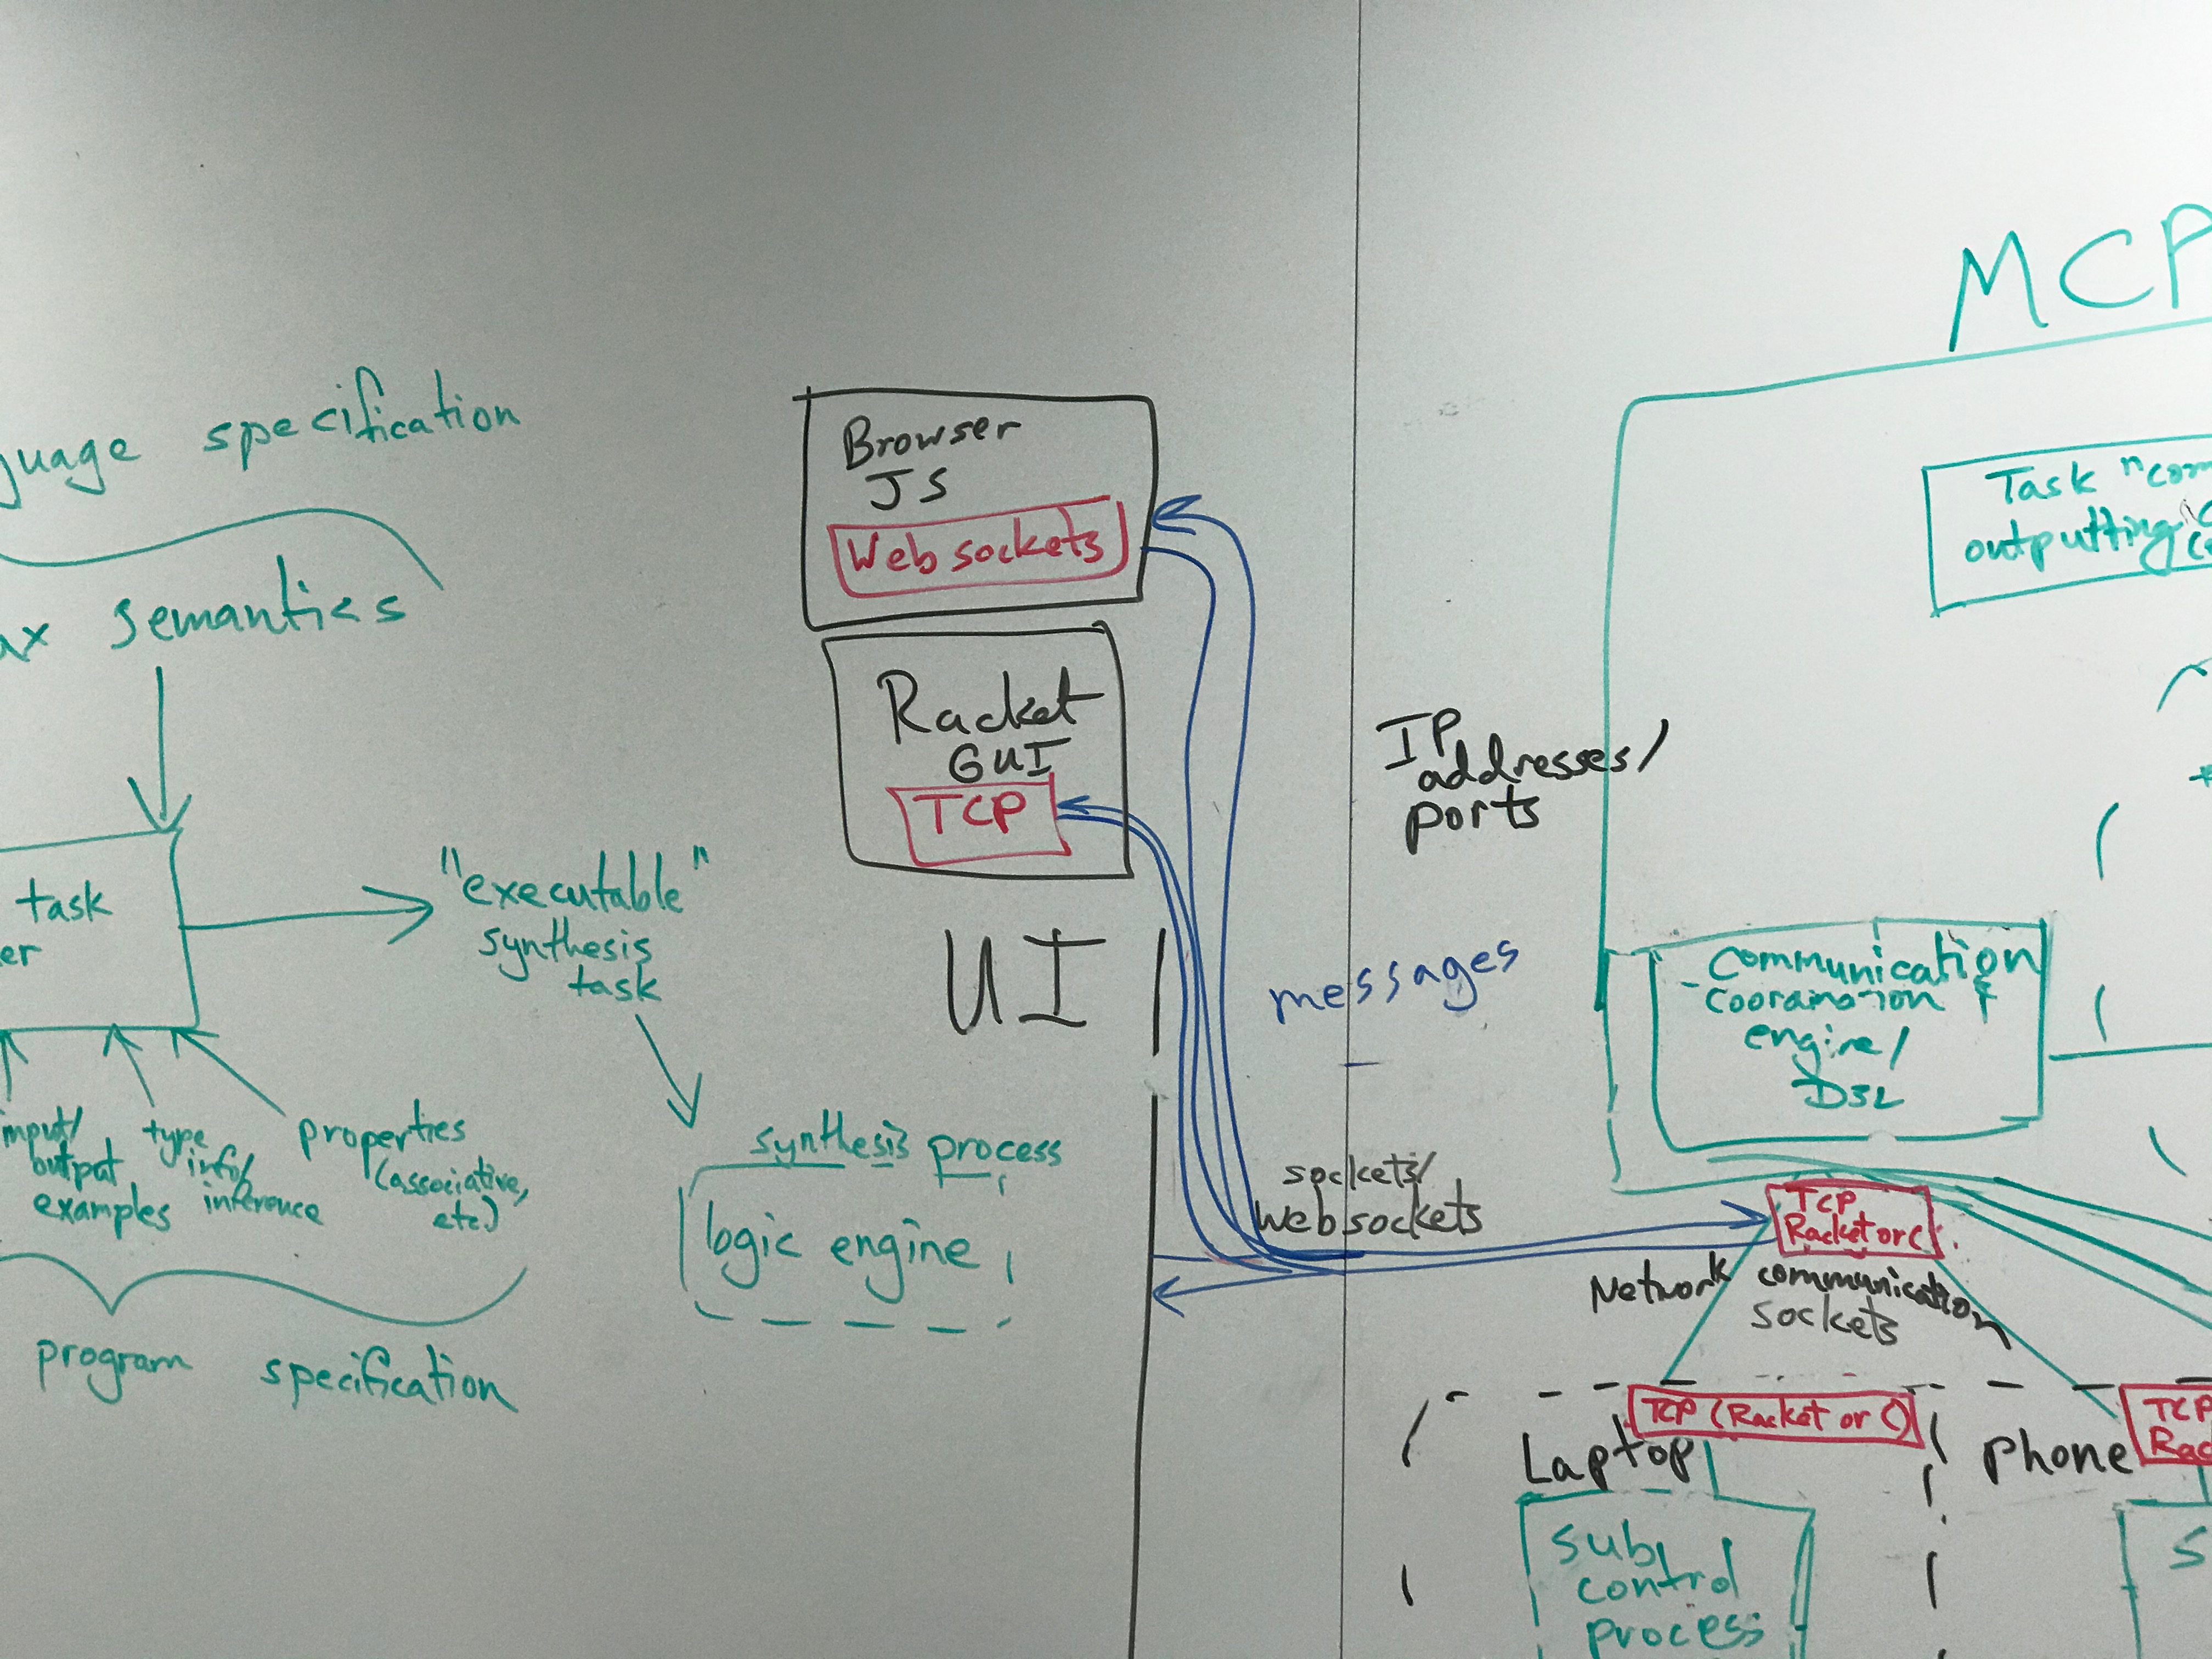 guage specification
ax semantics
task
er
"executable"
synthesis
task
input/
output
examples
type
info/
inference
properties
(associative,
etc)
program specification
synthesis process
logic engine
Browser
JS
Web sockets
Racket
GUI
TCP
UI
messages
IP
addresses/
ports
sockets/
web sockets
MCP
Task "com
outputting
communication
coordination &
engine/
DSL
TCP
Racket or C
Network communication
sockets
TCP (Racket or C)
Laptop
sub
control
process
Phone
TCP
Rac
S